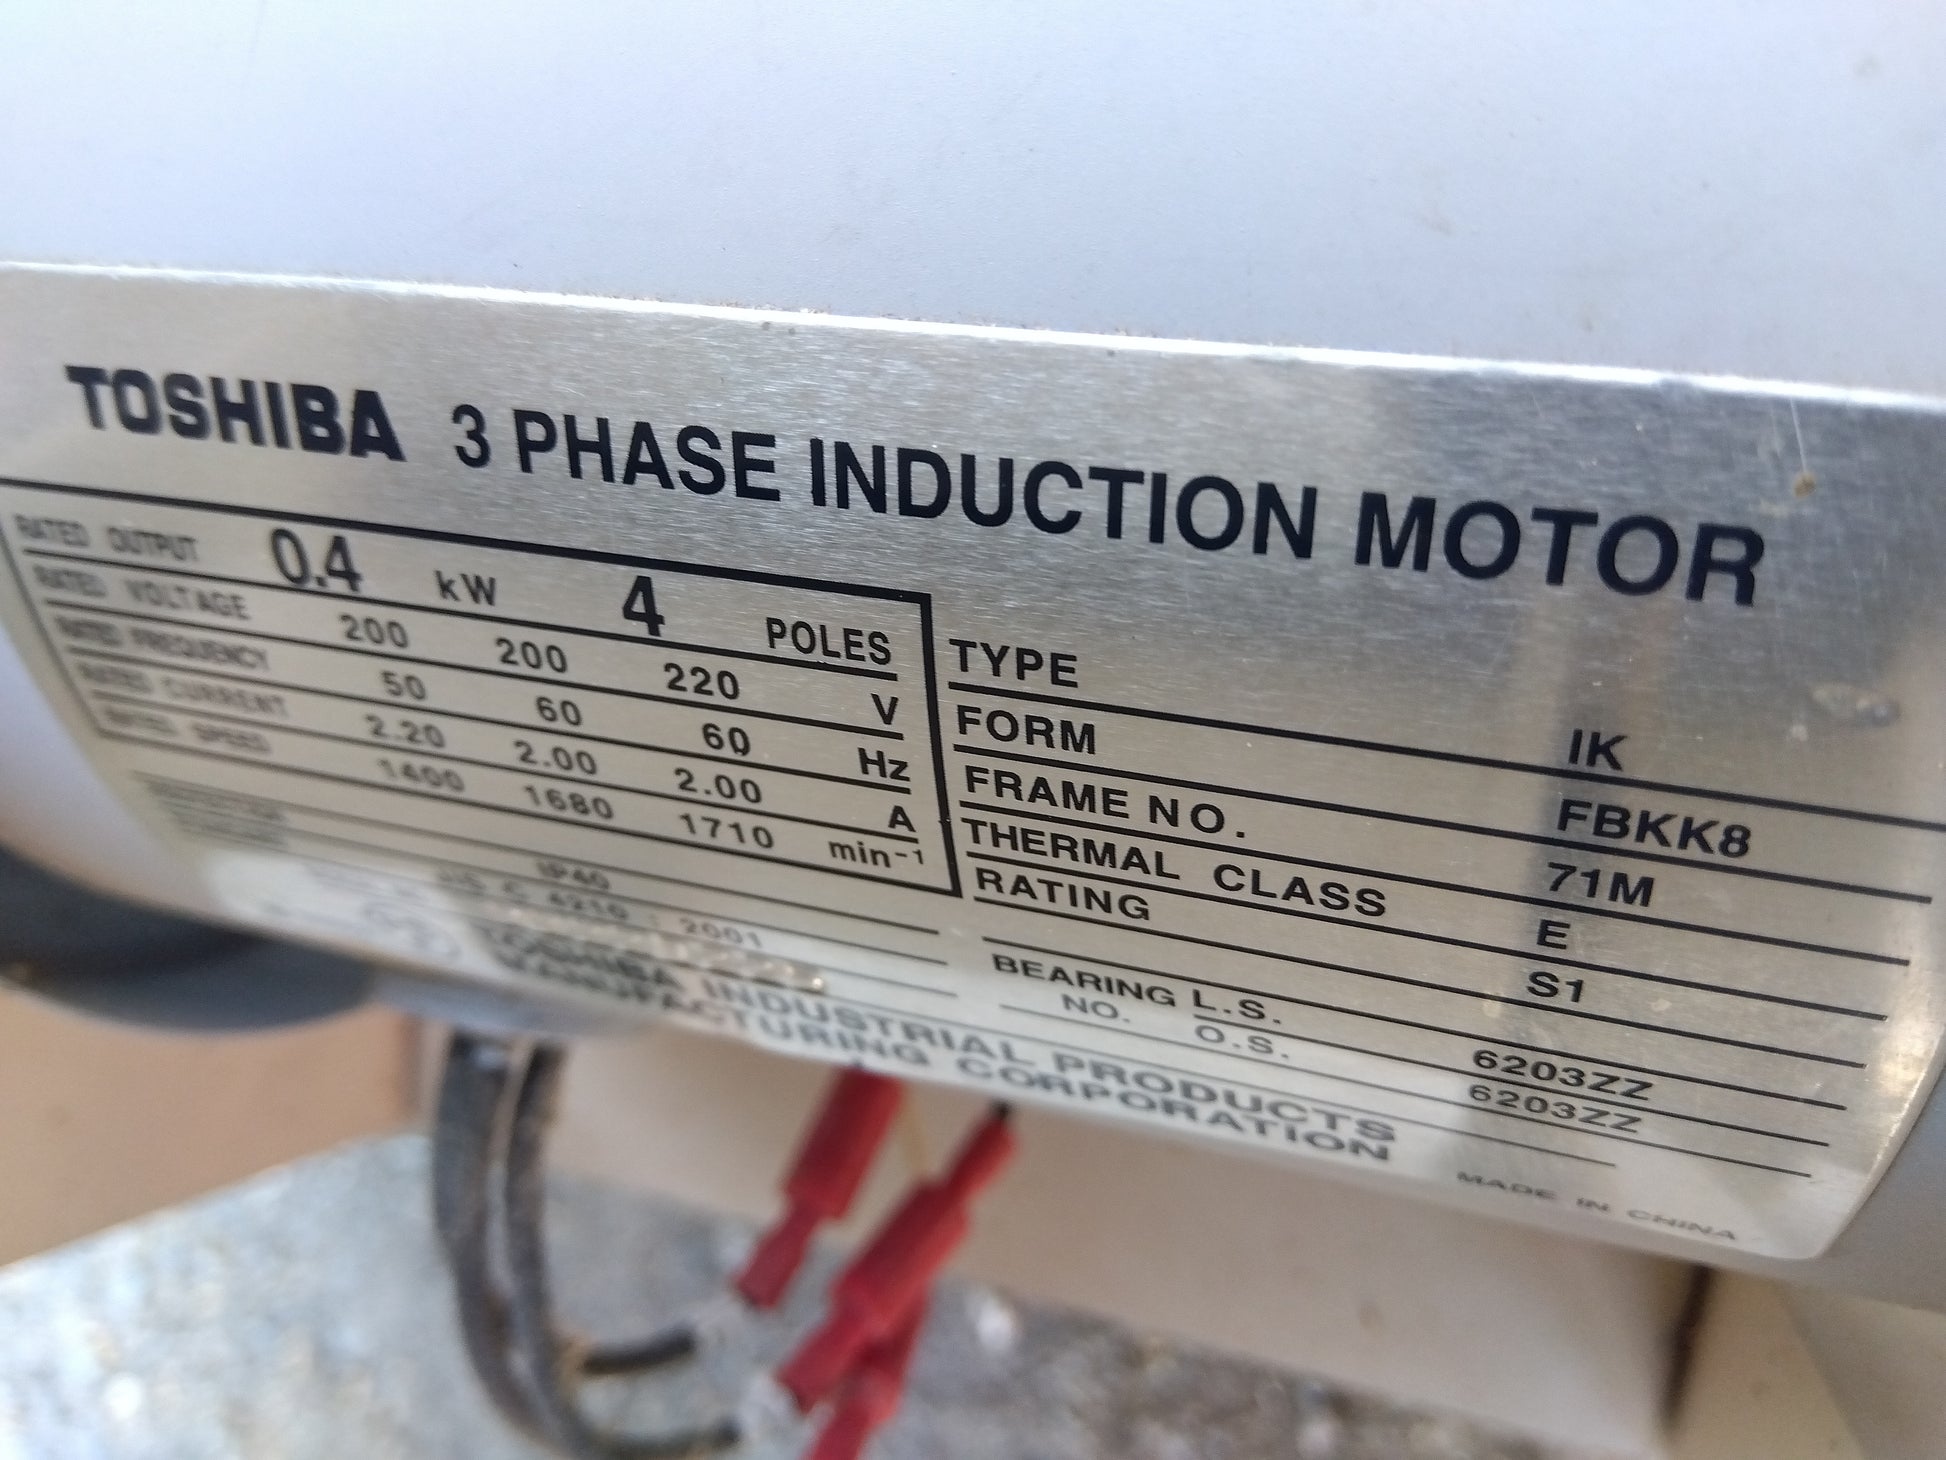 TOSHIBA 3 PHASE INDUCTION MOTOR
RATED OUTPUT 0.4 kW 4 POLES
RATED VOLTAGE 200 200 220 V
RATED FREQUENCY 50 60 60 Hz
RATED CURRENT 2.20 2.00 2.00 A
RATED SPEED 1400 1680 1710 min⁻¹
IP40
JIS C 4210 : 2001
TYPE IK
FORM FBKK8
FRAME NO. 71M
THERMAL CLASS E
RATING S1
BEARING L.S. 6203ZZ
NO. O.S. 6203ZZ
TOSHIBA INDUSTRIAL PRODUCTS
MANUFACTURING CORPORATION
MADE IN CHINA